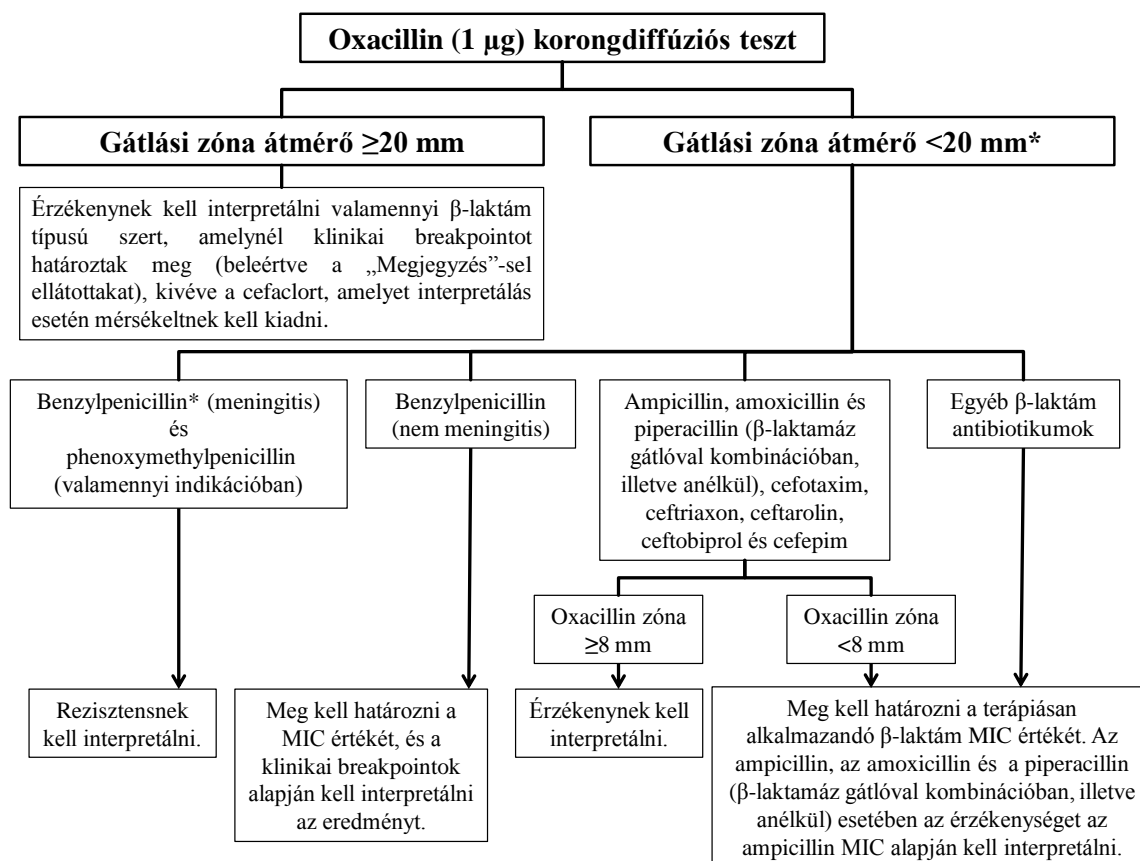 Oxacillin (1 µg) korongdiffúziós teszt
Gátlási zóna átmérő ≥20 mm
Gátlási zóna átmérő <20 mm*
Érzékenynek kell interpretálni valamennyi β-laktám
típusú szert, amelynél klinikai breakpointot
határoztak meg (beleértve a „Megjegyzés”-sel
ellátottakat), kivéve a cefaclort, amelyet interpretálás
esetén mérsékeltnek kell kiadni.
Benzylpenicillin* (meningitis)
és
phenoxymethylpenicillin
(valamennyi indikációban)
Benzylpenicillin
(nem meningitis)
Ampicillin, amoxicillin és
piperacillin (β-laktamáz
gátlóval kombinációban,
illetve anélkül), cefotaxim,
ceftriaxon, ceftarolin,
ceftobiprol és cefepim
Egyéb β-laktám
antibiotikumok
Oxacillin zóna
≥8 mm
Oxacillin zóna
<8 mm
Rezisztensnek
kell interpretálni.
Meg kell határozni a
MIC értékét, és a
klinikai breakpointok
alapján kell interpretálni
az eredményt.
Érzékenynek kell
interpretálni.
Meg kell határozni a terápiásan
alkalmazandó β-laktám MIC értékét. Az
ampicillin, az amoxicillin és a piperacillin
(β-laktamáz gátlóval kombinációban, illetve
anélkül) esetében az érzékenységet az
ampicillin MIC alapján kell interpretálni.